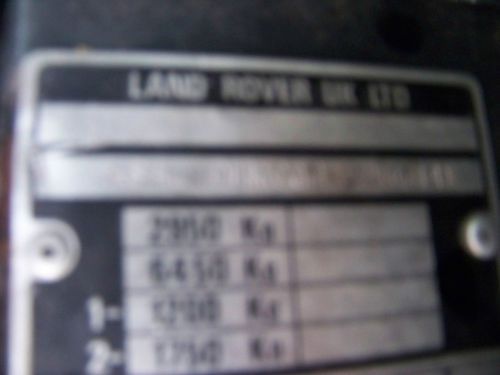 LAND ROVER UK LTD
2950 Kg
6450 Kg
1- 1200 Kg
2- 1750 Kg